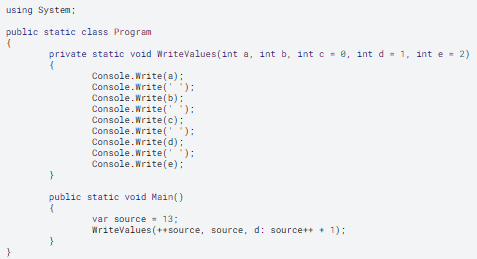 using System;
public static class Program
{
private static void WriteValues(int a, int b, int c = 0, int d = 1, int e = 2)
{
Console.Write(a);
Console.Write(' ');
Console.Write(b);
Console.Write(' ');
Console.Write(c);
Console.Write(' ');
Console.Write(d);
Console.Write(' ');
Console.Write(e);
}
public static void Main()
{
var source = 13;
WriteValues(++source, source, d: source++ + 1);
}
}